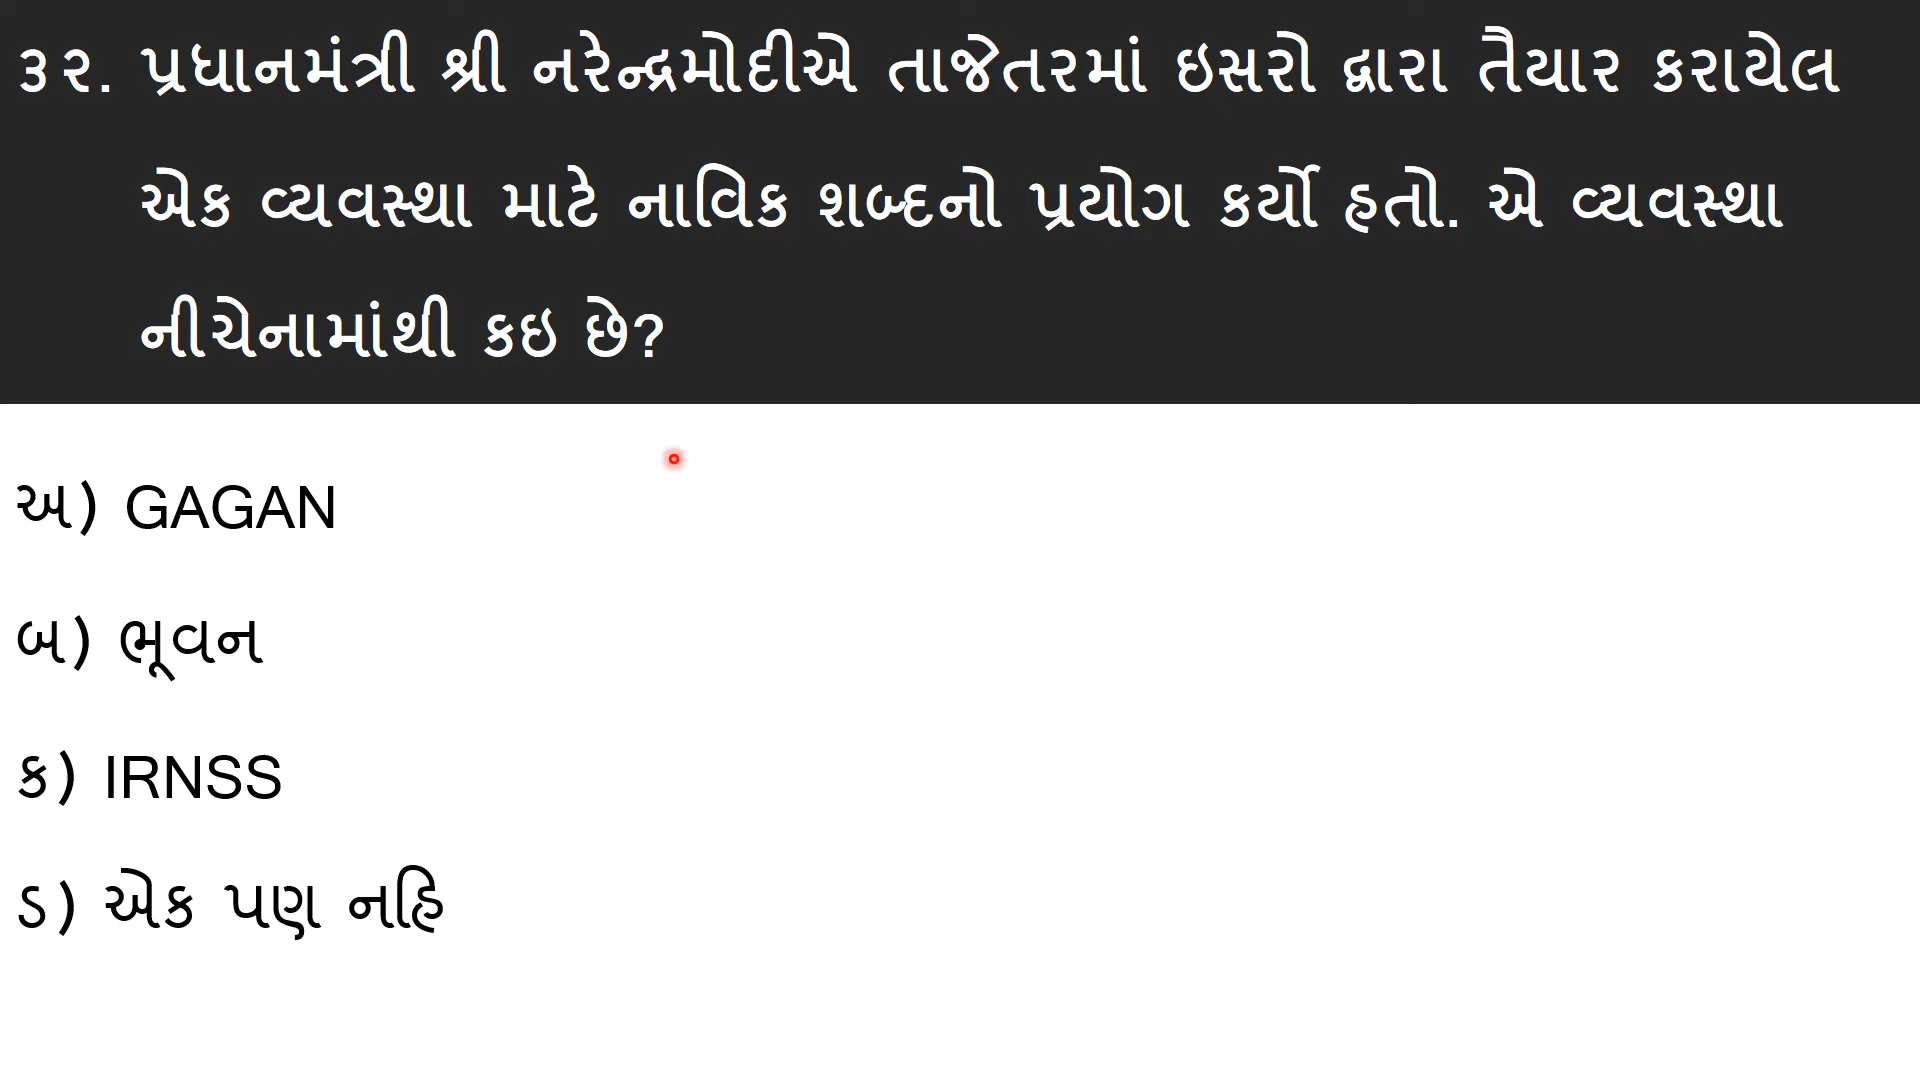 ૩૨. પ્રધાનમંત્રી શ્રી નરેન્દ્રમોદીએ તાજેતરમાં ઇસરો દ્વારા તૈયાર કરાયેલ
એક વ્યવસ્થા માટે નાવિક શબ્દનો પ્રયોગ કર્યો હતો. એ વ્યવસ્થા
નીચેનામાંથી કઇ છે?
અ) GAGAN
બ) ભૂવન
ક) IRNSS
ડ) એક પણ નહિ